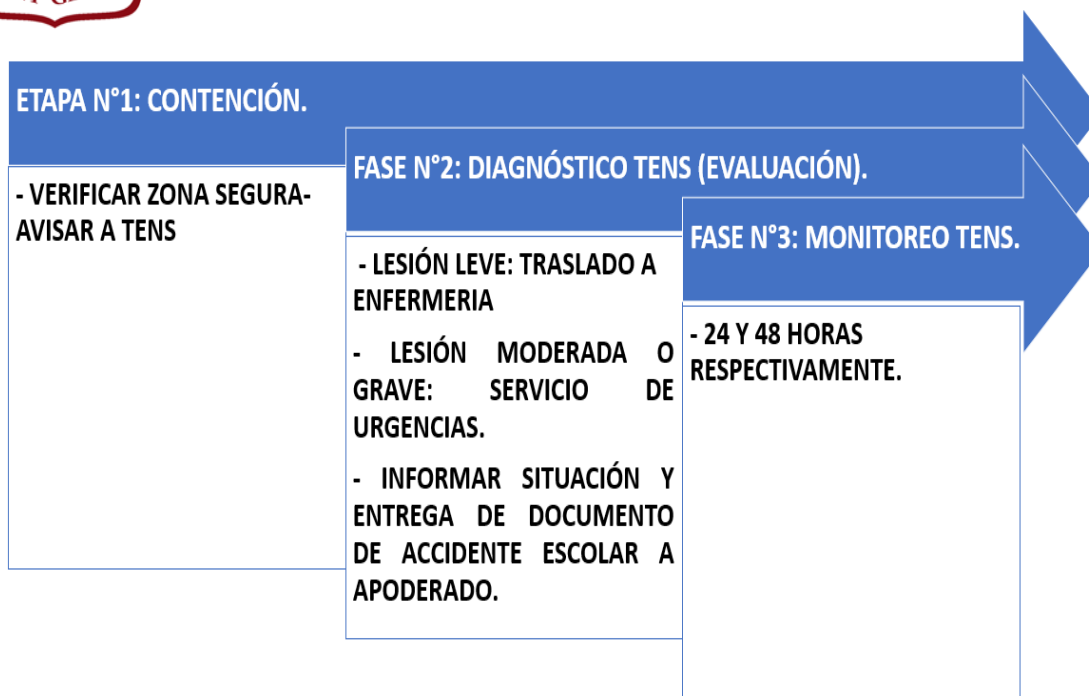 ETAPA N°1: CONTENCIÓN.
- VERIFICAR ZONA SEGURA-
AVISAR A TENS
FASE N°2: DIAGNÓSTICO TENS (EVALUACIÓN).
- LESIÓN LEVE: TRASLADO A
ENFERMERIA
- LESIÓN MODERADA O
GRAVE: SERVICIO DE
URGENCIAS.
- INFORMAR SITUACIÓN Y
ENTREGA DE DOCUMENTO
DE ACCIDENTE ESCOLAR A
APODERADO.
FASE N°3: MONITOREO TENS.
- 24 Y 48 HORAS
RESPECTIVAMENTE.